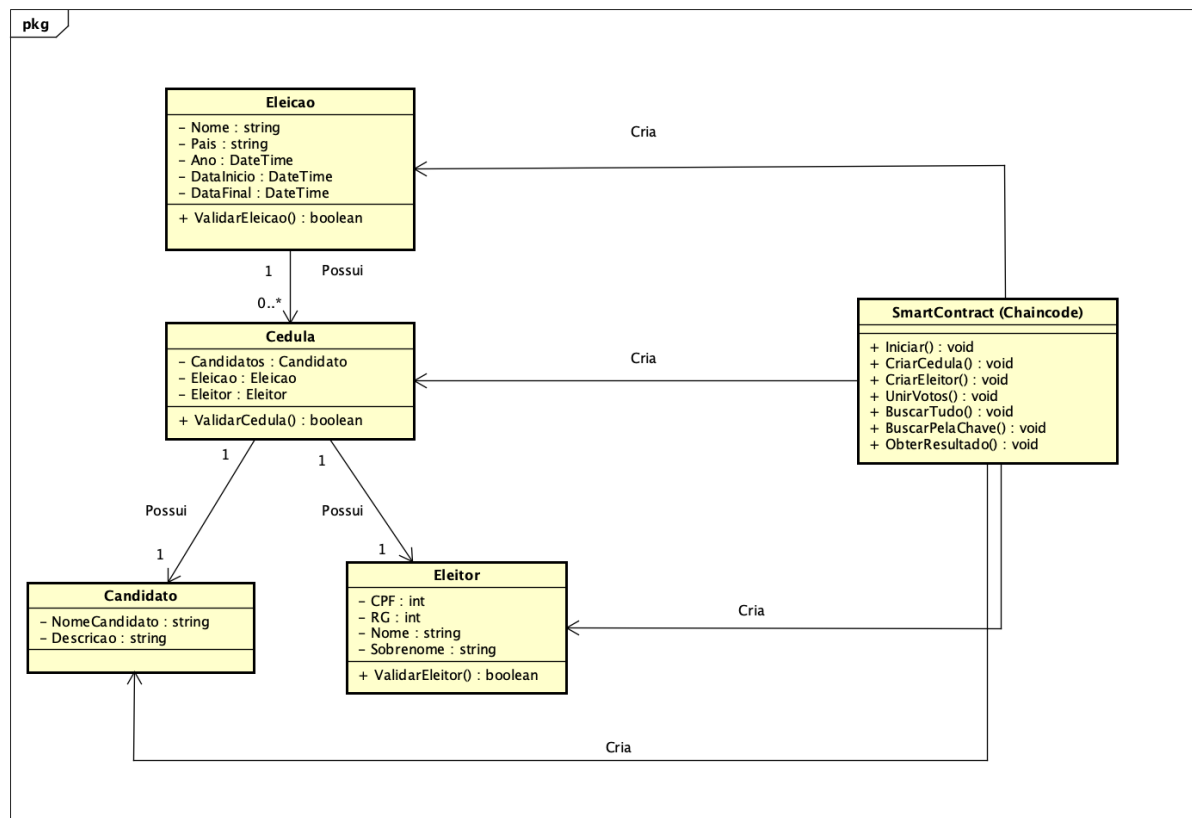 pkg
Eleicao
- Nome : string
- Pais : string
- Ano : DateTime
- DataInicio : DateTime
- DataFinal : DateTime
+ ValidarEleicao() : boolean
Cria
1
Possui
0..*
Cedula
- Candidatos : Candidato
- Eleicao : Eleicao
- Eleitor : Eleitor
+ ValidarCedula() : boolean
Cria
SmartContract (Chaincode)
+ Iniciar() : void
+ CriarCedula() : void
+ CriarEleitor() : void
+ UnirVotos() : void
+ BuscarTudo() : void
+ BuscarPelaChave() : void
+ ObterResultado() : void
1
1
Possui
Possui
1
1
Candidato
- NomeCandidato : string
- Descricao : string
Eleitor
- CPF : int
- RG : int
- Nome : string
- Sobrenome : string
+ ValidarEleitor() : boolean
Cria
Cria